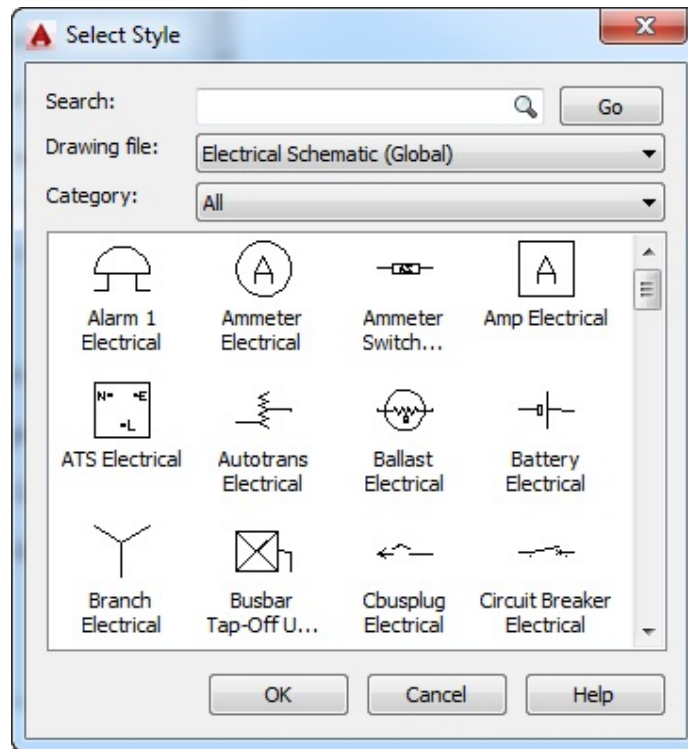 Select Style
Search:
Go
Drawing file:
Electrical Schematic (Global)
Category:
All
A
A
AS
A
Alarm 1
Electrical
Ammeter
Electrical
Ammeter
Switch...
Amp Electrical
N E
L
ATS Electrical
Autotrans
Electrical
Ballast
Electrical
Battery
Electrical
Branch
Electrical
Busbar
Tap-Off U...
Cbusplug
Electrical
Circuit Breaker
Electrical
OK
Cancel
Help